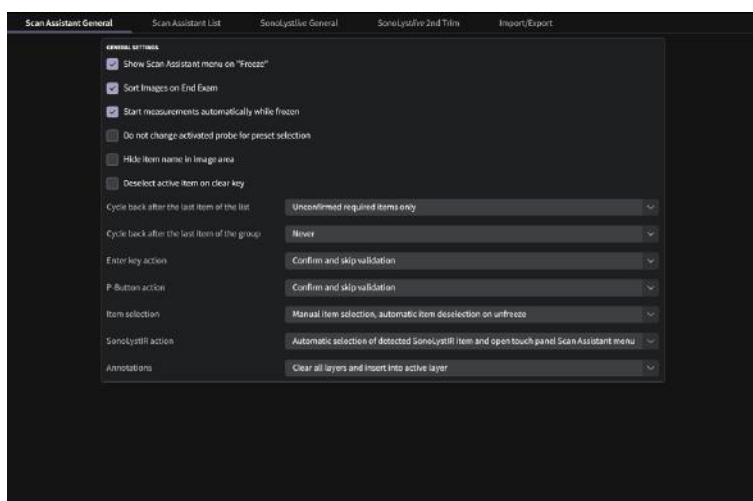 Scan Assistant General
Scan Assistant List
SonoLystlive General
SonoLystlive 2nd Trim
Import/Export
GENERAL SETTINGS
Show Scan Assistant menu on "Freeze"
Sort Images on End Exam
Start measurements automatically while frozen
Do not change activated probe for preset selection
Hide item name in image area
Deselect active item on clear key
Cycle back after the last item of the list
Unconfirmed required items only
Cycle back after the last item of the group
Never
Enter key action
Confirm and skip validation
P-Button action
Confirm and skip validation
Item selection
Manual item selection, automatic item deselection on unfreeze
SonoLystIR action
Automatic selection of detected SonoLystIR item and open touch panel Scan Assistant menu
Annotations
Clear all layers and insert into active layer